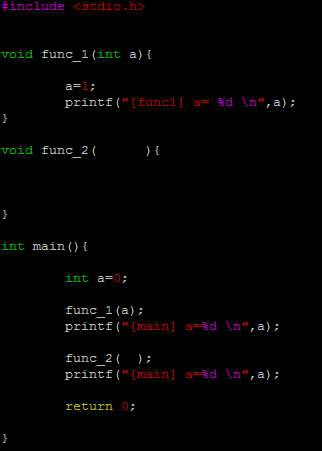 #include <stdio.h>
void func_1(int a){
a=1;
printf("[func1] a= %d \n",a);
}
void func_2( ){
}
int main(){
int a=0;
func_1(a);
printf("[main] a=%d \n",a);
func_2( );
printf("[main] a=%d \n",a);
return 0;
}